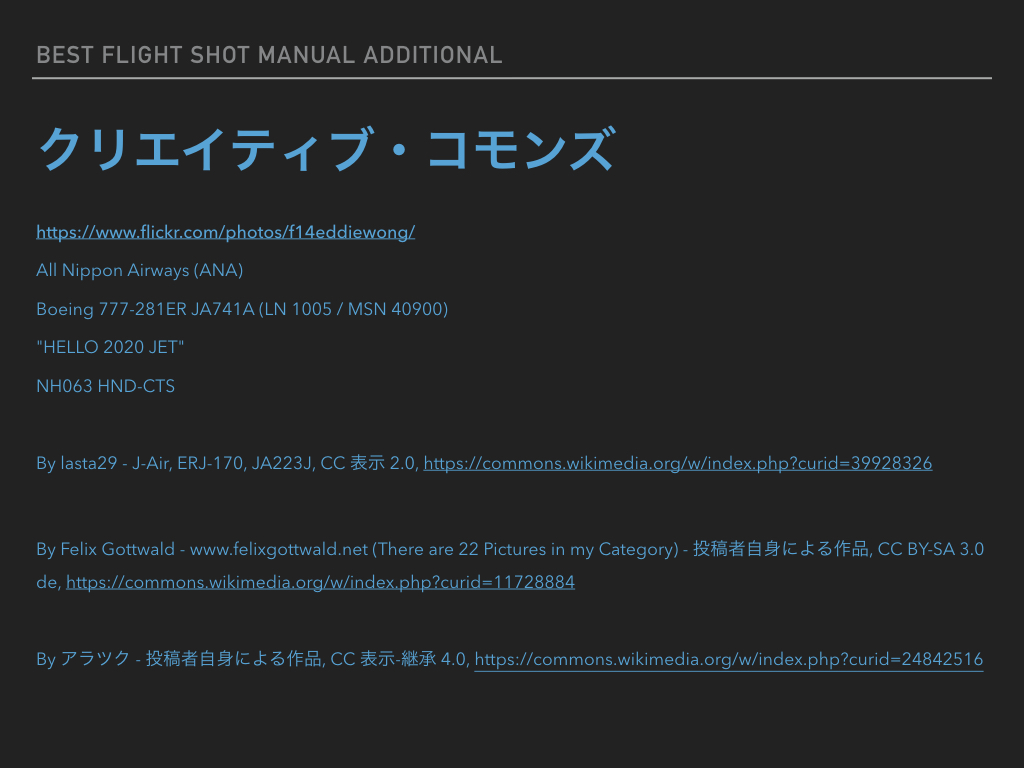 BEST FLIGHT SHOT MANUAL ADDITIONAL
クリエイティブ・コモンズ
https://www.flickr.com/photos/f14eddiewong/
All Nippon Airways (ANA)
Boeing 777-281ER JA741A (LN 1005 / MSN 40900)
"HELLO 2020 JET"
NH063 HND-CTS
By lasta29 - J-Air, ERJ-170, JA223J, CC 表示 2.0, https://commons.wikimedia.org/w/index.php?curid=39928326
By Felix Gottwald - www.felixgottwald.net (There are 22 Pictures in my Category) - 投稿者自身による作品, CC BY-SA 3.0
de, https://commons.wikimedia.org/w/index.php?curid=11728884
By アラツク - 投稿者自身による作品, CC 表示-継承 4.0, https://commons.wikimedia.org/w/index.php?curid=24842516